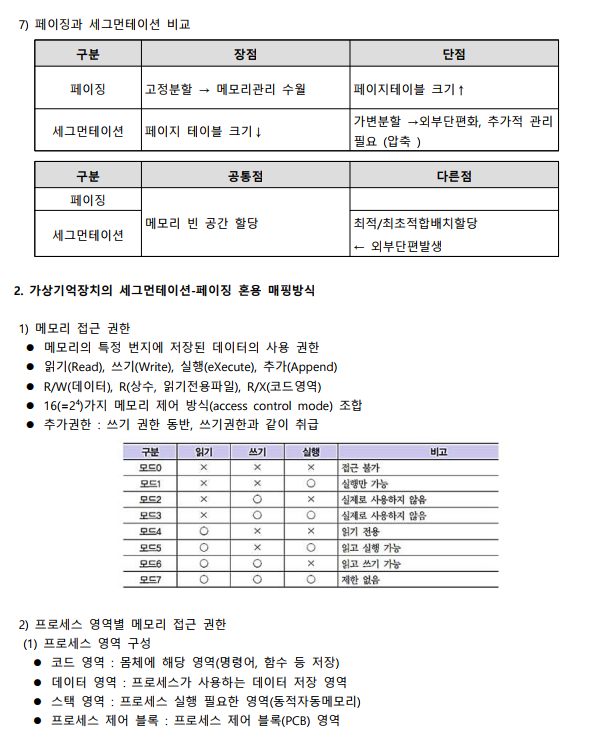 7) 페이징과 세그먼테이션 비교
구분 장점 단점
페이징 고정분할 → 메모리관리 수월 페이지테이블 크기↑
세그먼테이션 페이지 테이블 크기↓ 가변분할 →외부단편화, 추가적 관리
필요 (압축 )
구분 공통점 다른점
페이징
메모리 빈 공간 할당
세그먼테이션 최적/최초적합배치할당
← 외부단편발생
2. 가상기억장치의 세그먼테이션-페이징 혼용 매핑방식
1) 메모리 접근 권한
● 메모리의 특정 번지에 저장된 데이터의 사용 권한
● 읽기(Read), 쓰기(Write), 실행(eXecute), 추가(Append)
● R/W(데이터), R(상수, 읽기전용파일), R/X(코드영역)
● 16(=2⁴)가지 메모리 제어 방식(access control mode) 조합
● 추가권한 : 쓰기 권한 동반, 쓰기권한과 같이 취급
구분 읽기 쓰기 실행 비고
모드0 × × × 접근 불가
모드1 × × ○ 실행만 가능
모드2 × ○ × 실제로 사용하지 않음
모드3 × ○ ○ 실제로 사용하지 않음
모드4 ○ × × 읽기 전용
모드5 ○ × ○ 읽고 실행 가능
모드6 ○ ○ × 읽고 쓰기 가능
모드7 ○ ○ ○ 제한 없음
2) 프로세스 영역별 메모리 접근 권한
(1) 프로세스 영역 구성
● 코드 영역 : 몸체에 해당 영역(명령어, 함수 등 저장)
● 데이터 영역 : 프로세스가 사용하는 데이터 저장 영역
● 스택 영역 : 프로세스 실행 필요한 영역(동적자동메모리)
● 프로세스 제어 블록 : 프로세스 제어 블록(PCB) 영역